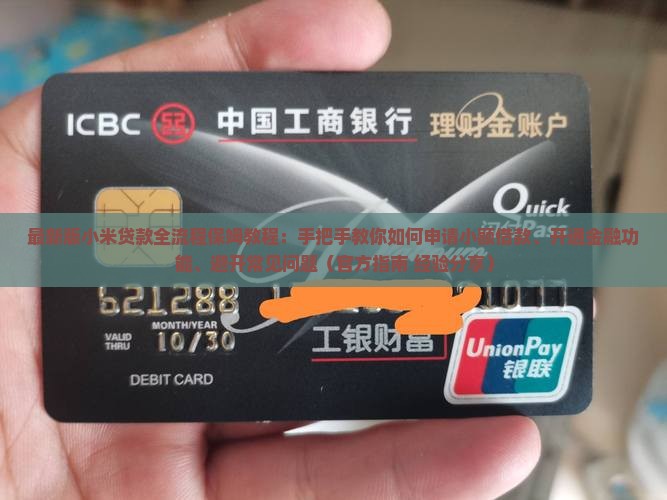 ICBC 中国工商银行 理财金账户
Quick
Pass
最新版小米贷款全流程保姆教程：手把手教你如何申请小米借款、开通金融功
能、避开常见问题（官方指南 经验分享）
621288
VALID THRU
MONTH/YEAR
10/30
工银财富
UnionPay
银联
DEBIT CARD